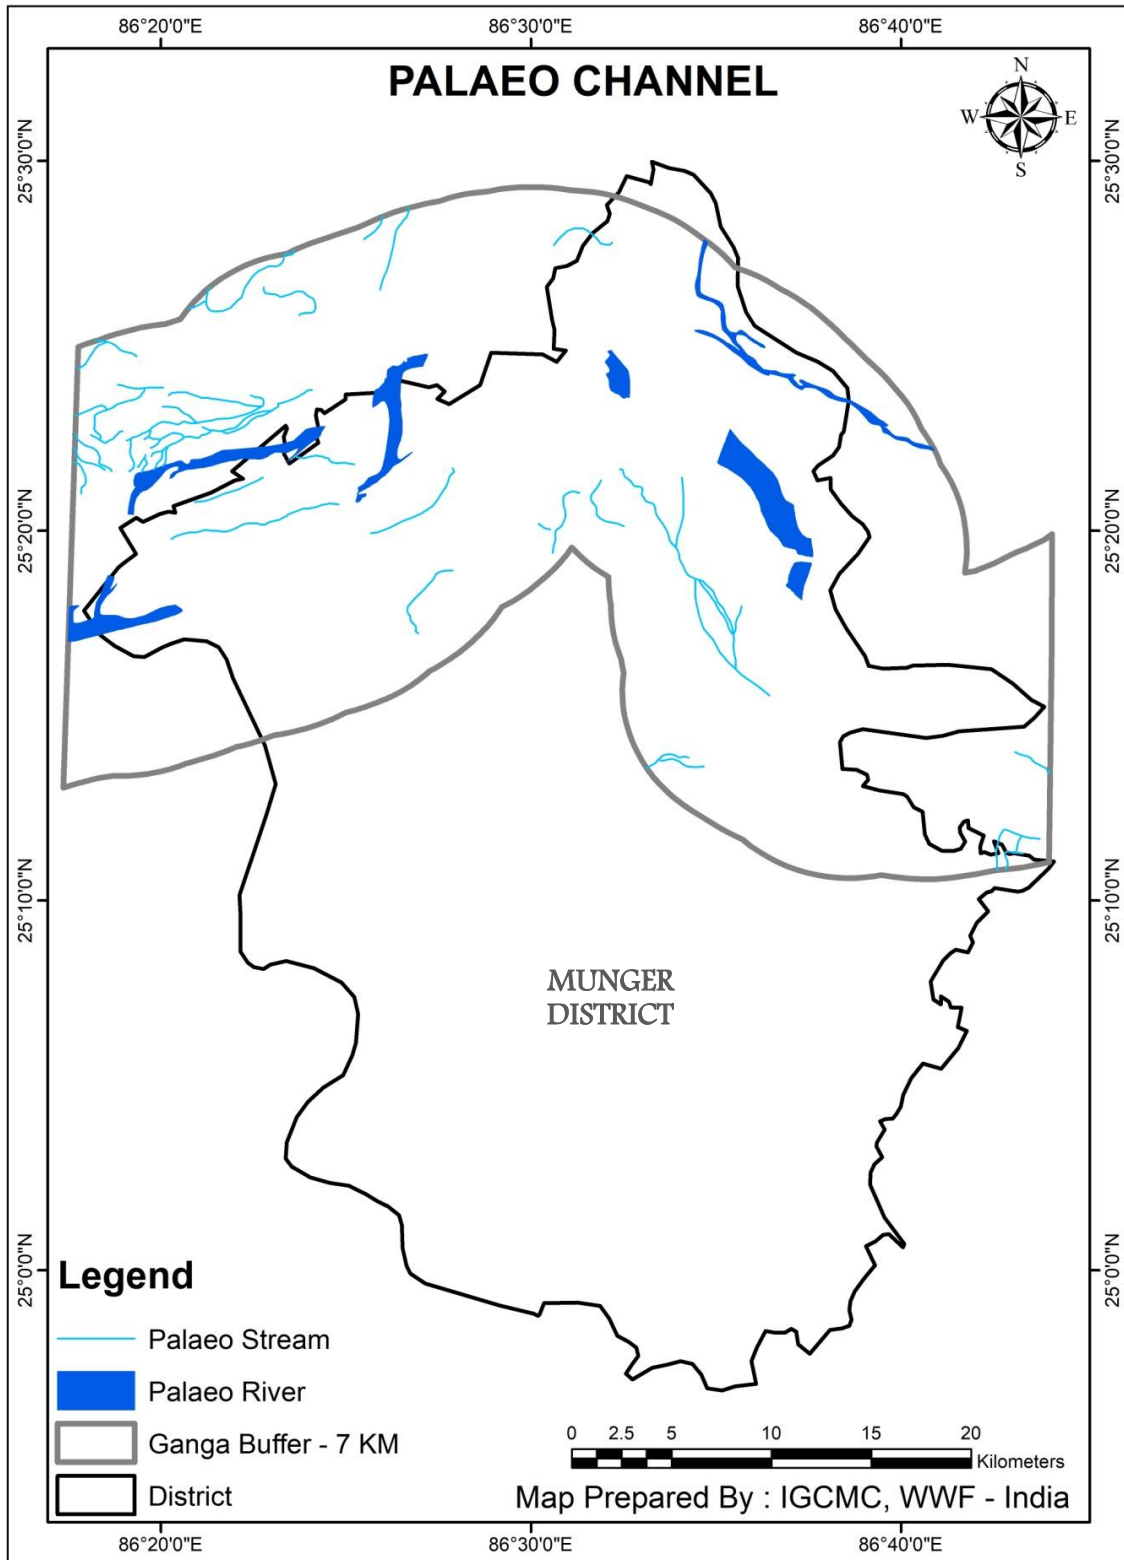 86°20'0"E 86°30'0"E 86°40'0"E
PALAEO CHANNEL
N
W E
S
25°30'0"N 25°30'0"N
25°20'0"N 25°20'0"N
25°10'0"N 25°10'0"N
MUNGER
DISTRICT
25°0'0"N 25°0'0"N
Legend
Palaeo Stream
Palaeo River
Ganga Buffer - 7 KM
District
0 2.5 5 10 15 20
Kilometers
Map Prepared By : IGCMC, WWF - India
86°20'0"E 86°30'0"E 86°40'0"E